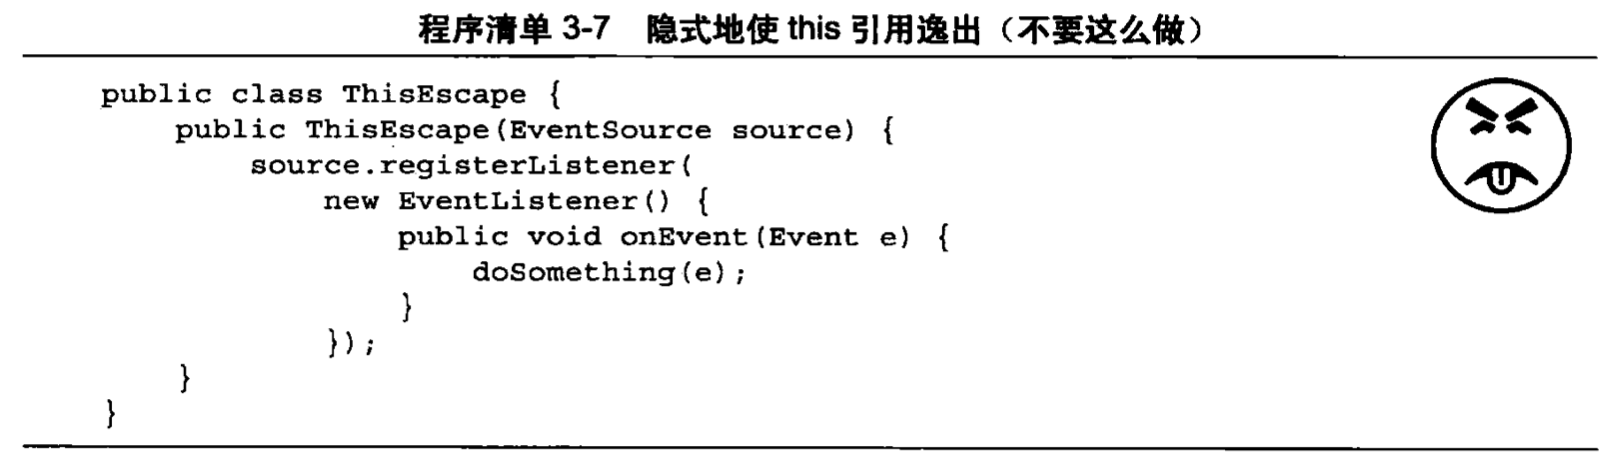 程序清单 3-7 隐式地使 this 引用逸出（不要这么做）
public class ThisEscape {
    public ThisEscape(EventSource source) {
        source.registerListener(
            new EventListener() {
                public void onEvent(Event e) {
                    doSomething(e);
                }
            });
    }
}